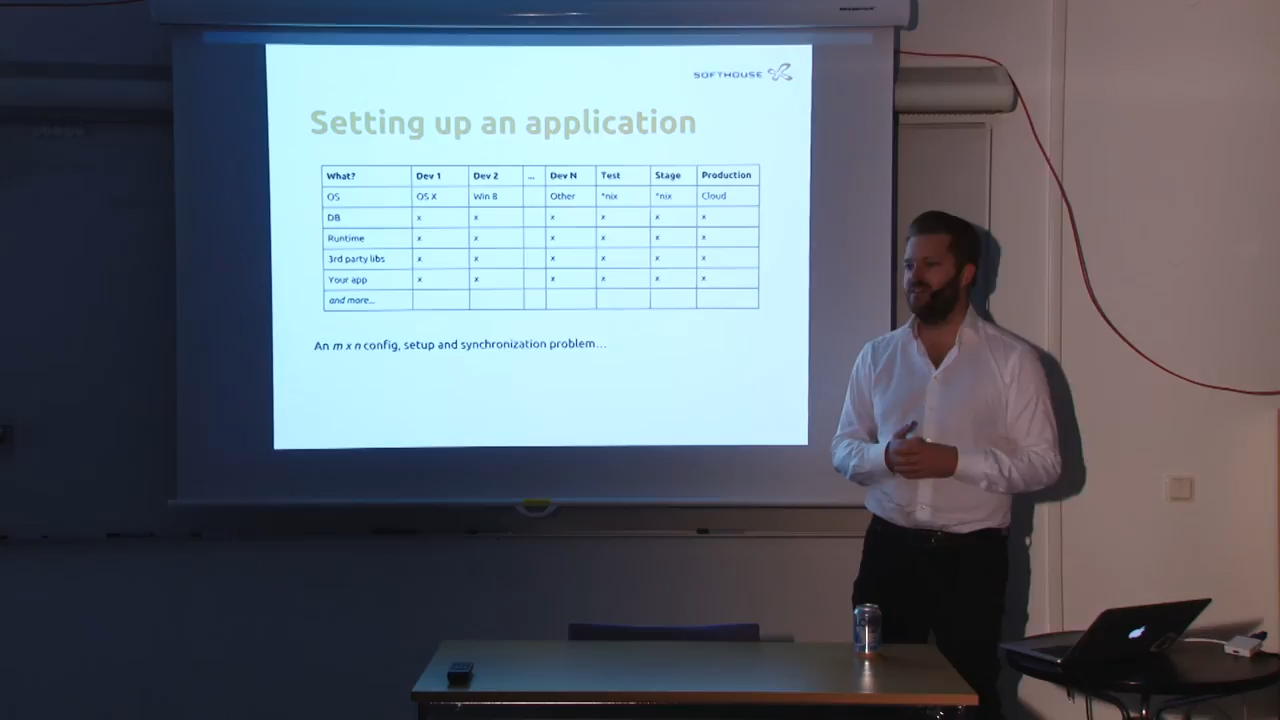 SOFTHOUSE
Setting up an application
What? Dev 1 Dev 2 ... Dev N Test Stage Production
OS OS X Win 8 Other *nix *nix Cloud
DB x x x x x x
Runtime x x x x x x
3rd party libs x x x x x x
Your app x x x x x x
and more...
An m x n config, setup and synchronization problem...